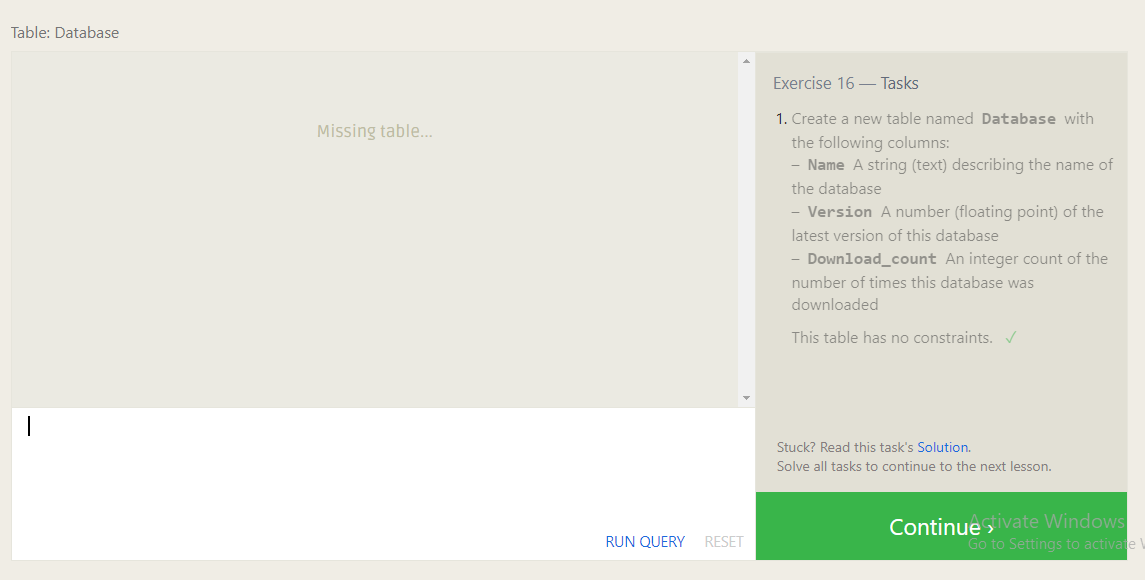 Table: Database
Missing table...
RUN QUERY RESET
Exercise 16 — Tasks
1. Create a new table named Database with
the following columns:
– Name A string (text) describing the name of
the database
– Version A number (floating point) of the
latest version of this database
– Download_count An integer count of the
number of times this database was
downloaded
This table has no constraints. ✓
Stuck? Read this task's Solution.
Solve all tasks to continue to the next lesson.
Continue ›
Activate Windows
Go to Settings to activate W